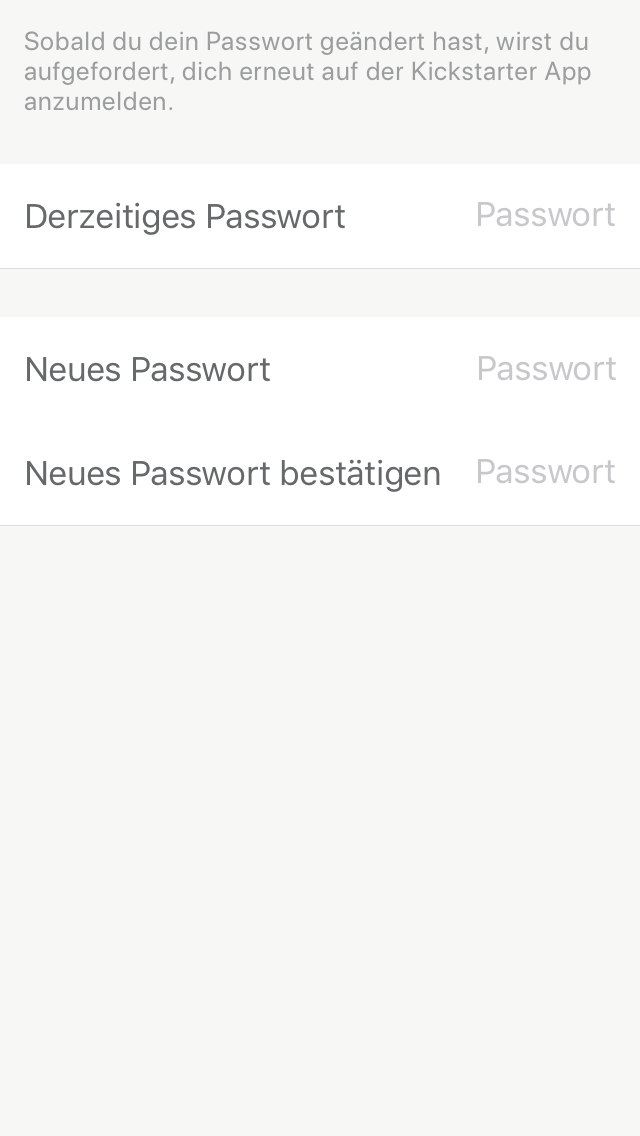 Sobald du dein Passwort geändert hast, wirst du
aufgefordert, dich erneut auf der Kickstarter App
anzumelden.
Derzeitiges Passwort Passwort
Neues Passwort Passwort
Neues Passwort bestätigen Passwort